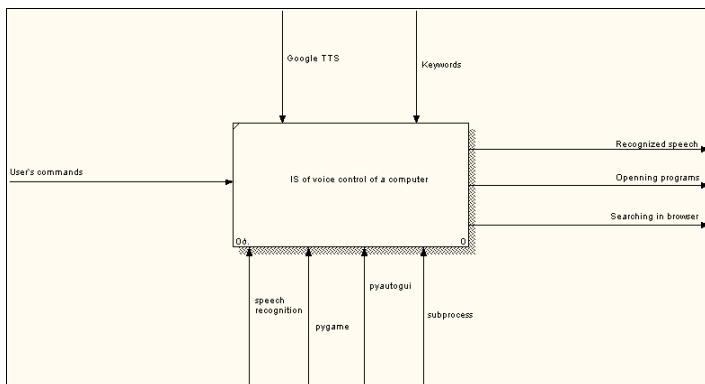 Google TTS
Keywords
User's commands
IS of voice control of a computer
Recognized speech
Openning programs
Searching in browser
0д.
0
speech
recognition
pygame
pyautogui
subprocess